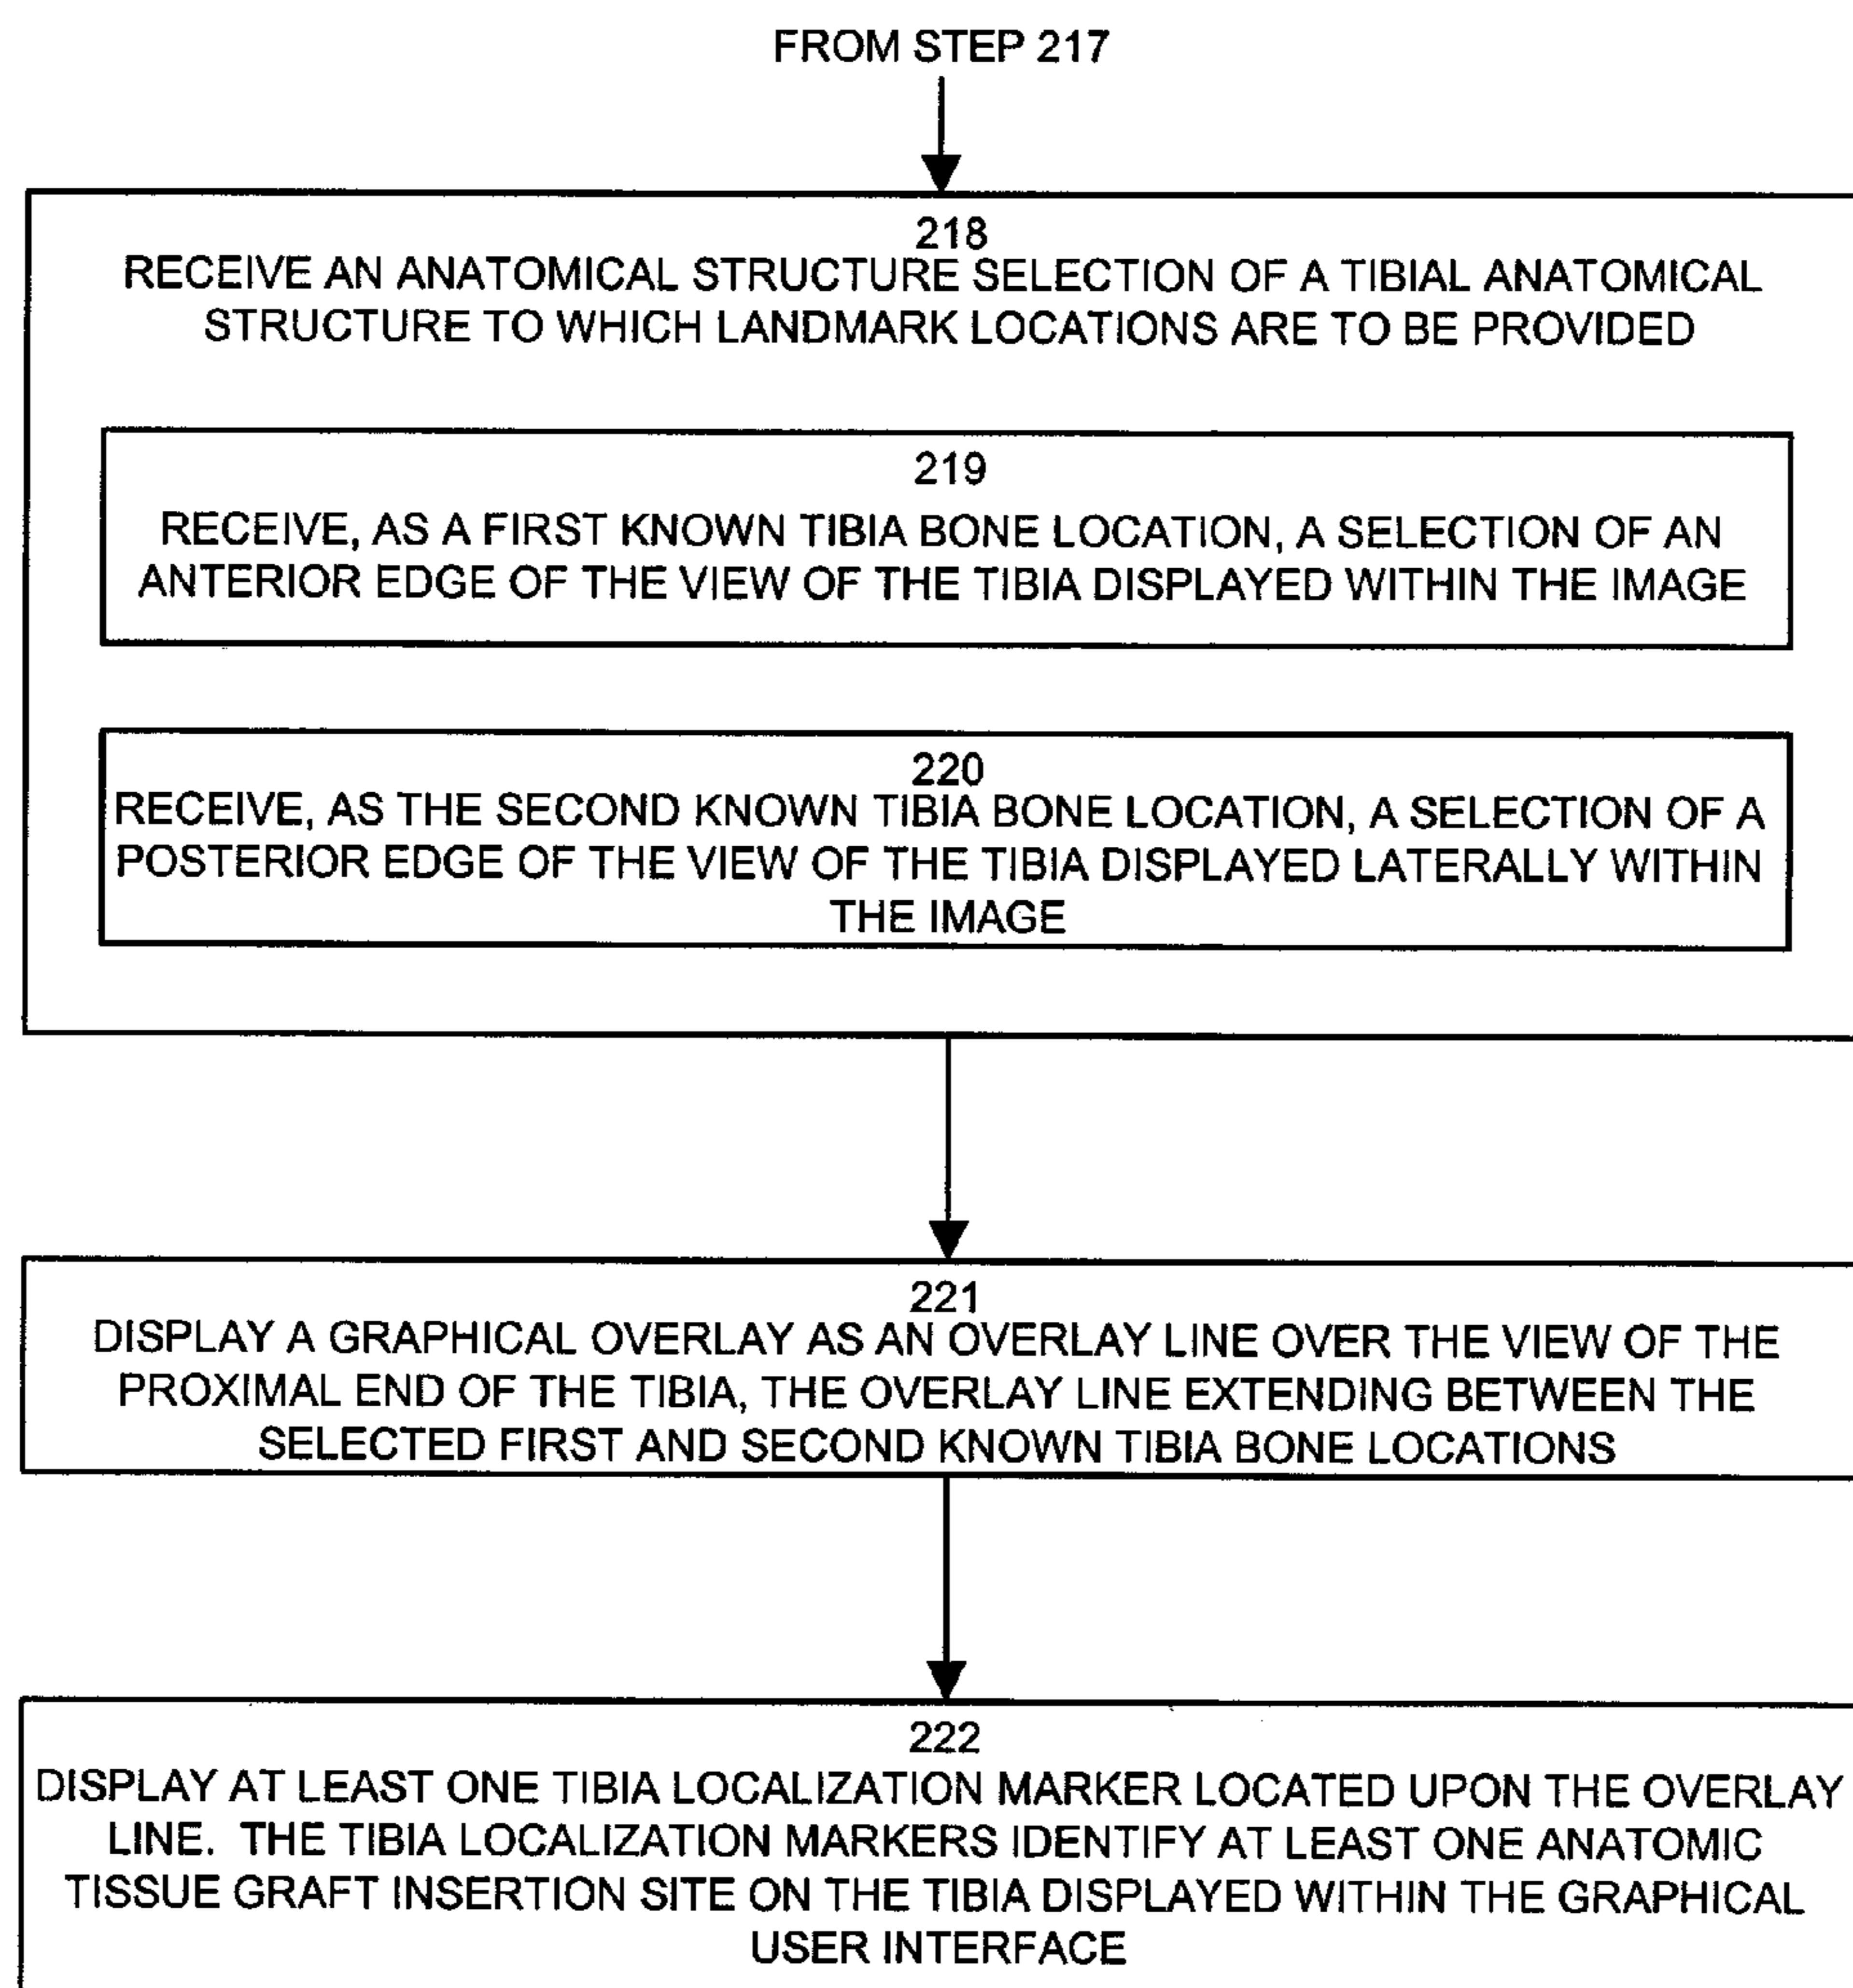 FROM STEP 217
218
RECEIVE AN ANATOMICAL STRUCTURE SELECTION OF A TIBIAL ANATOMICAL
STRUCTURE TO WHICH LANDMARK LOCATIONS ARE TO BE PROVIDED
219
RECEIVE, AS A FIRST KNOWN TIBIA BONE LOCATION, A SELECTION OF AN
ANTERIOR EDGE OF THE VIEW OF THE TIBIA DISPLAYED WITHIN THE IMAGE
220
RECEIVE, AS THE SECOND KNOWN TIBIA BONE LOCATION, A SELECTION OF A
POSTERIOR EDGE OF THE VIEW OF THE TIBIA DISPLAYED LATERALLY WITHIN
THE IMAGE
221
DISPLAY A GRAPHICAL OVERLAY AS AN OVERLAY LINE OVER THE VIEW OF THE
PROXIMAL END OF THE TIBIA, THE OVERLAY LINE EXTENDING BETWEEN THE
SELECTED FIRST AND SECOND KNOWN TIBIA BONE LOCATIONS
222
DISPLAY AT LEAST ONE TIBIA LOCALIZATION MARKER LOCATED UPON THE OVERLAY
LINE. THE TIBIA LOCALIZATION MARKERS IDENTIFY AT LEAST ONE ANATOMIC
TISSUE GRAFT INSERTION SITE ON THE TIBIA DISPLAYED WITHIN THE GRAPHICAL
USER INTERFACE